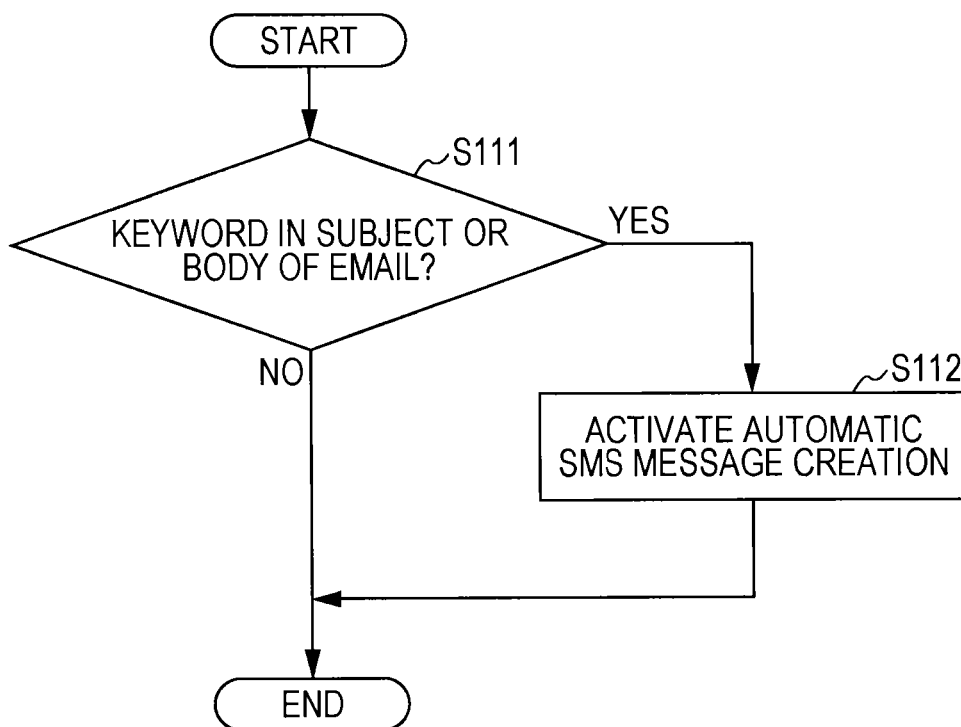 START
S111
KEYWORD IN SUBJECT OR
BODY OF EMAIL?
YES
NO
S112
ACTIVATE AUTOMATIC
SMS MESSAGE CREATION
END